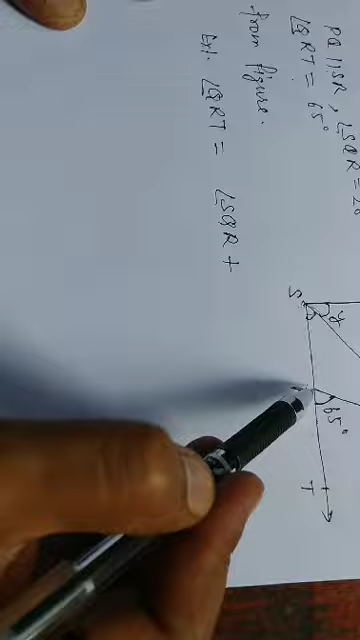 PQ || SR, ∠SQR = 28
∠QRT = 65°
from figure.
Ext. ∠QRT = ∠SQR +
S
y
65°
T